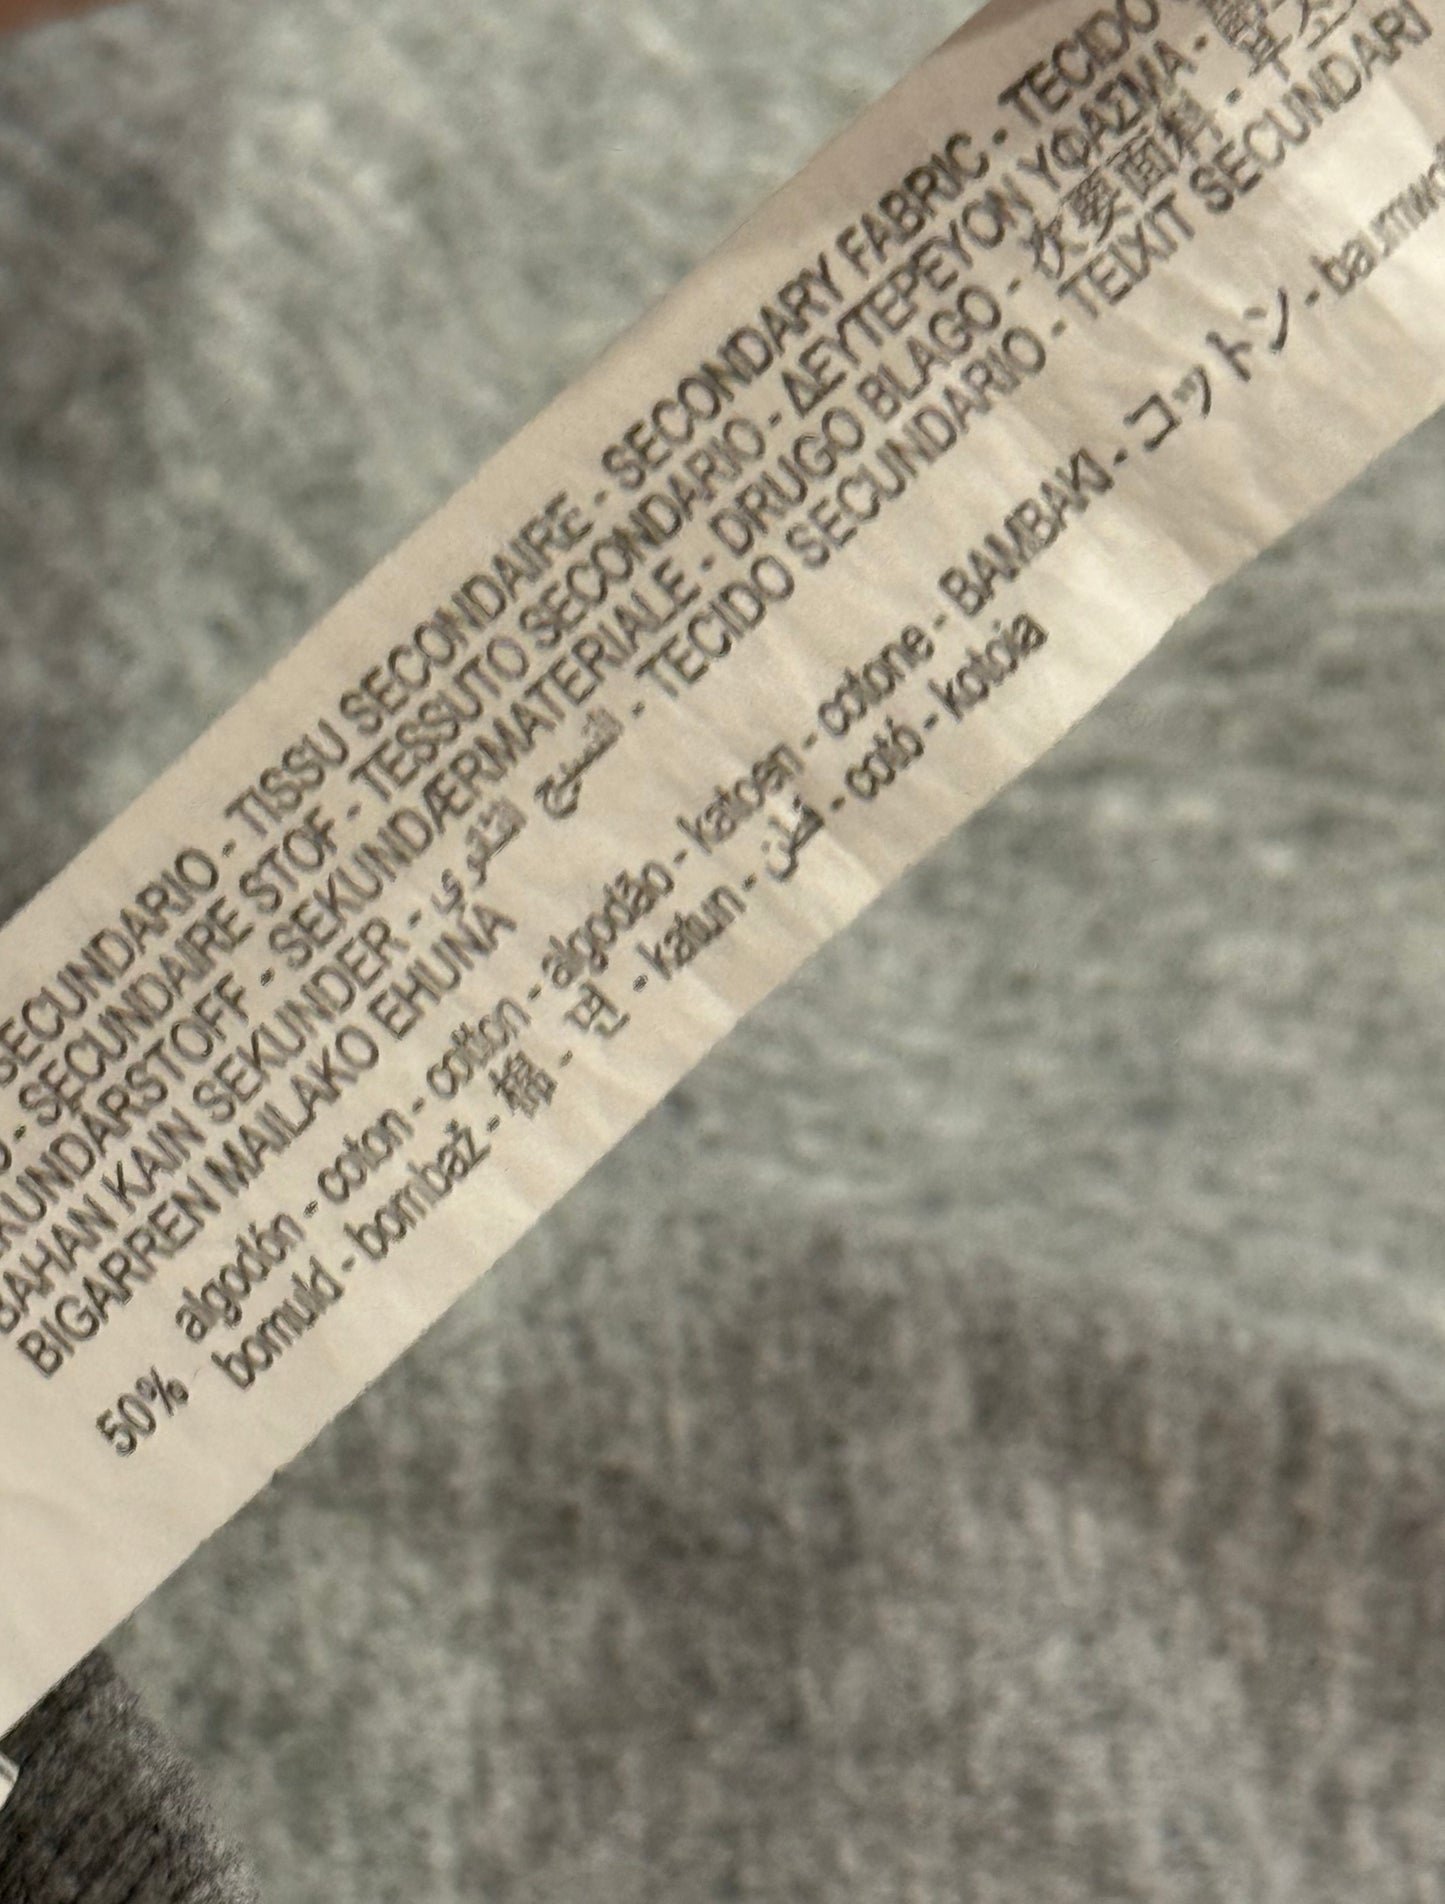 SECUNDARIO - TISSU SECONDAIRE - SECONDARY FABRIC - TECIDO
- SECUNDAIRE STOF - TESSUTO SECONDARIO - ΔΕΥΤΕΡΕΥΟΝ ΥΦΑΣΜΑ -
- SEKUNDÆRMATERIALE - DRUGO BLAGO - 次要面料 -
BAHAN KAIN SEKUNDER - النسيج الثانوي - TECIDO SECUNDARIO - TEIXIT SECUNDARI
BIGARREN MAILAKO EHUNA
50% algodón - coton - cotton - algodão - katoen - cotone - BAMBAKI - コットン -
bomuld - bombaž - 棉 - 면 - katun - قطن - cotó - kotoia